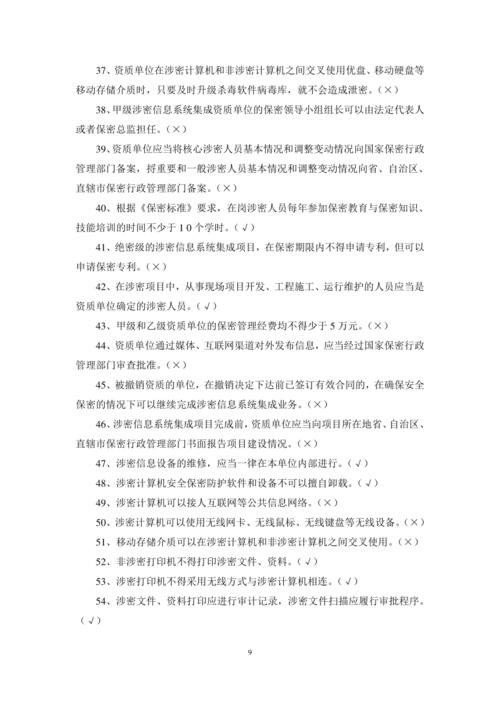 37、资质单位在涉密计算机和非涉密计算机之间交叉使用优盘、移动硬盘等
移动存储介质时，只要及时升级杀毒软件病毒库，就不会造成泄密。（×）
38、甲级涉密信息系统集成资质单位的保密领导小组组长可以由法定代表人
或者保密总监担任。（×）
39、资质单位应当将核心涉密人员基本情况和调整变动情况向国家保密行政
管理部门备案，捋重要和一般涉密人员基本情况和调整变动情况向省、自治区、
直辖市保密行政管理部门备案。（×）
40、根据《保密标准》要求，在岗涉密人员每年参加保密教育与保密知识、
技能培训的时间不少于１０个学时。（√）
41、绝密级的涉密信息系统集成项目，在保密期限内不得申请专利，但可以
申请保密专利。（×）
42、在涉密项目中，从事现场项目开发、工程施工、运行维护的人员应当是
资质单位确定的涉密人员。（√）
43、甲级和乙级资质单位的保密管理经费均不得少于 5 万元。（×）
44、资质单位通过媒体、互联网渠道对外发布信息，应当经过国家保密行政
管理部门审查批准。（×）
45、被撤销资质的单位，在撤销决定下达前已签订有效合同的，在确保安全
保密的情况下可以继续完成涉密信息系统集成业务。（×）
46、涉密信息系统集成项目完成前，资质单位应当向项目所在地省、自治区、
直辖市保密行政管理部门书面报告项目建设情况。（×）
47、涉密信息设备的维修，应当一律在本单位内部进行。（√）
48、涉密计算机安全保密防护软件和设备不可以擅自卸载。（√）
49、涉密计算机可以接人互联网等公共信息网络。（×）
50、涉密计算机可以使用无线网卡、无线鼠标、无线键盘等无线设备。（×）
51、移动存储介质可以在涉密计算机和非涉密计算机之间交叉使用。（×）
52、非涉密打印机不得打印涉密文件、资料。（√）
53、涉密打印机不得采用无线方式与涉密计算机相连。（√）
54、涉密文件、资料打印应进行审计记录，涉密文件扫描应履行审批程序。
（√）
9